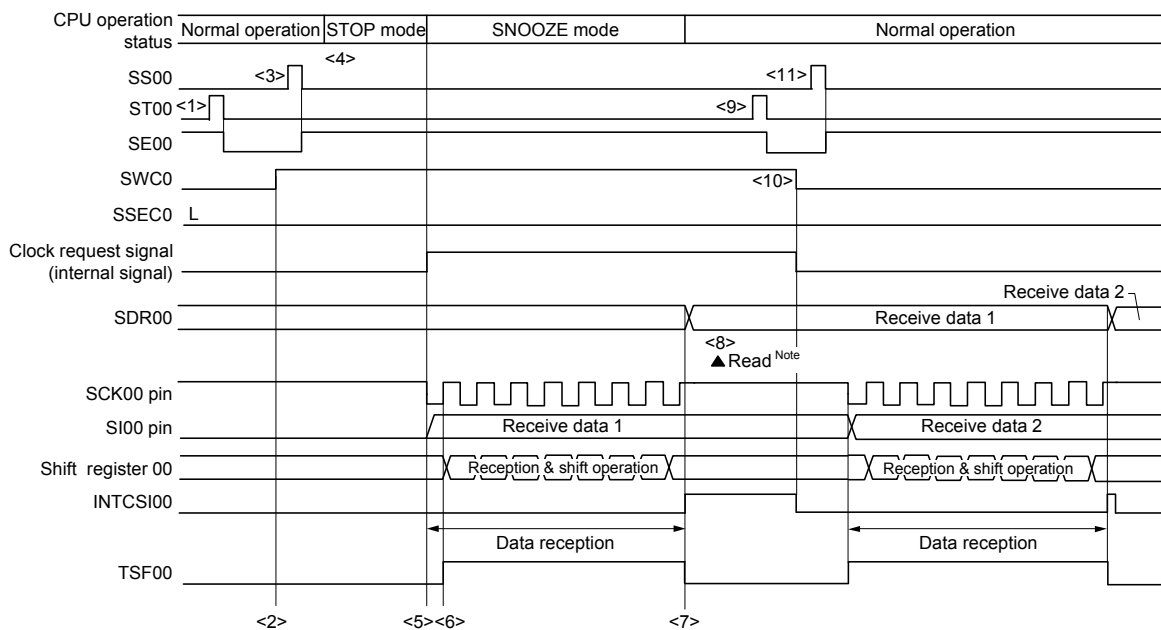 CPU operation
status
Normal operation
STOP mode
SNOOZE mode
Normal operation
<4>
SS00
<3>
<11>
ST00
<1>
<9>
SE00
SWC0
<10>
SSEC0
L
Clock request signal
(internal signal)
Receive data 2
SDR00
Receive data 1
<8>
▲Read Note
SCK00 pin
SI00 pin
Receive data 1
Receive data 2
Shift register 00
Reception & shift operation
Reception & shift operation
INTCSI00
Data reception
Data reception
TSF00
<2>
<5>
<6>
<7>